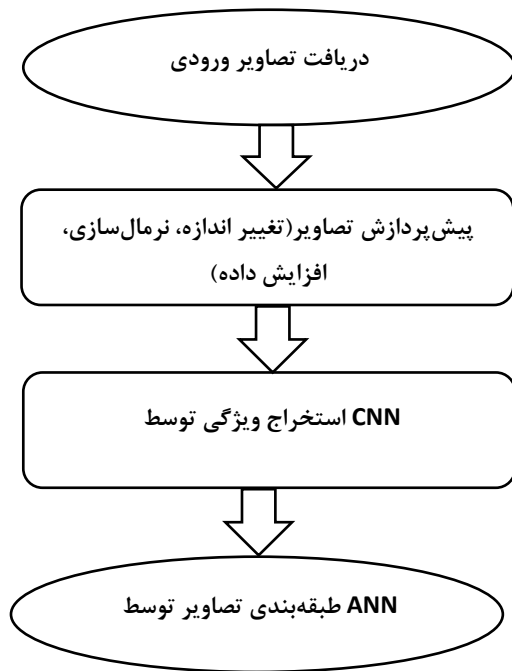 دریافت تصاویر ورودی
پیش‌پردازش تصاویر(تغییر اندازه، نرمال‌سازی،
افزایش داده)
CNN استخراج ویژگی توسط
ANN طبقه‌بندی تصاویر توسط